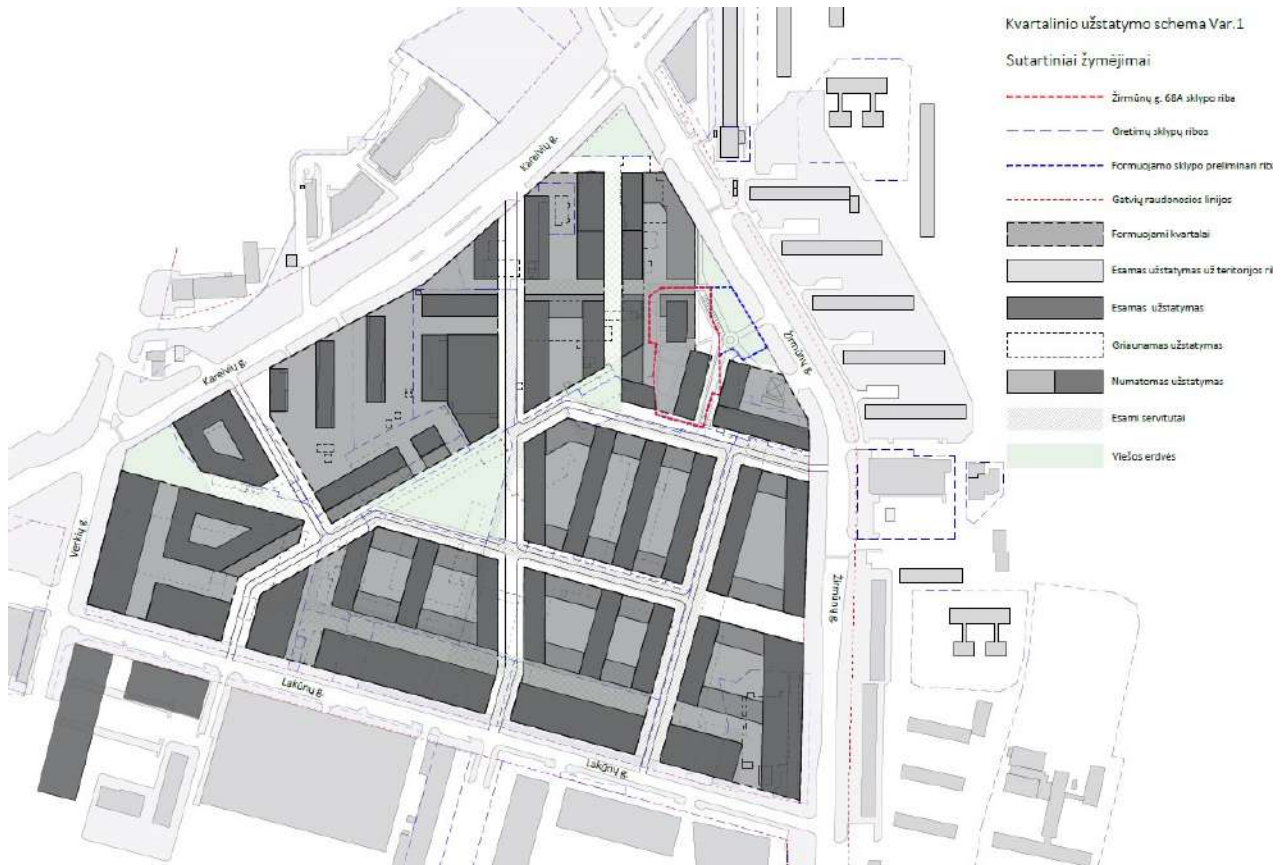 Kvartalinio užstatymo schema Var.1
Sutartiniai žymėjimai
Žirmūnų g. 68A sklypo riba
Gretimų sklypų ribos
Formuojamo sklypo preliminari riba
Gatvių raudonosios linijos
Formuojami kvartalai
Esamas užstatymas už teritorijos ri
Esamas užstatymas
Griaunamas užstatymas
Numatomas užstatymas
Esami servitutai
Viešos erdvės
Kareivių g.
Kareivių g.
Žirmūnų g.
Verkių g.
Žirmūnų g.
Lakūnų g.
Lakūnų g.